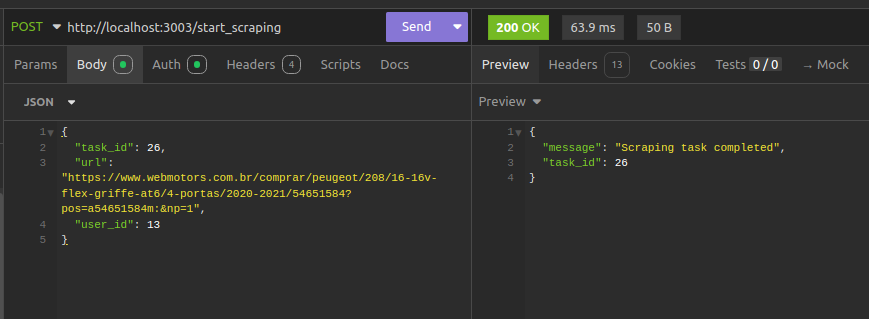 POST http://localhost:3003/start_scraping Send
200 OK 63.9 ms 50 B
Params Body Auth Headers 4 Scripts Docs
Preview Headers 13 Cookies Tests 0 / 0 → Mock
JSON
Preview
1 {
2 "task_id": 26,
3 "url":
"https://www.webmotors.com.br/comprar/peugeot/208/16-16v-
flex-griffe-at6/4-portas/2020-2021/54651584?
pos=a54651584m:&np=1",
4 "user_id": 13
5 }
1 {
2 "message": "Scraping task completed",
3 "task_id": 26
4 }